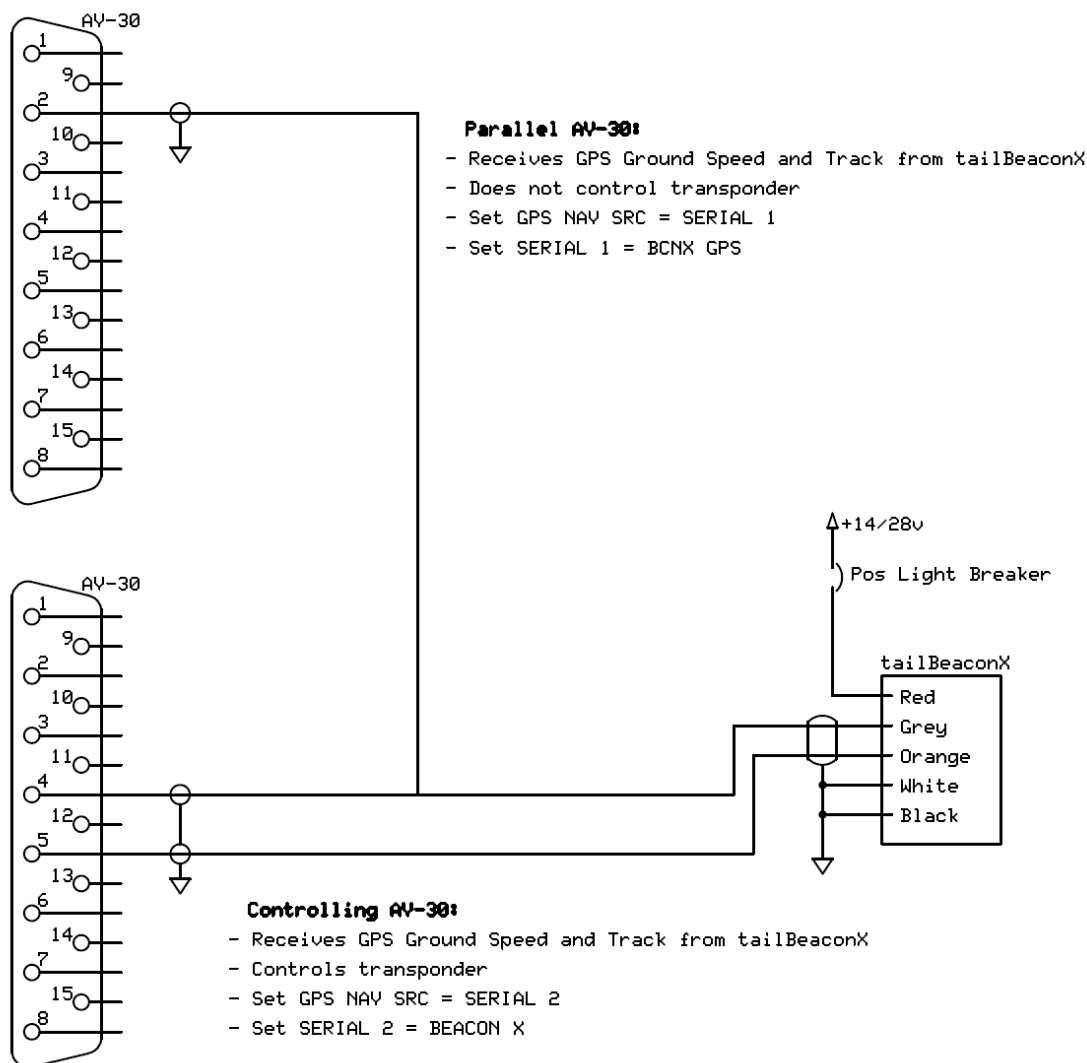 AV-30
1
9
2
10
3
11
4
12
5
13
6
14
7
15
8
Parallel AV-30:
- Receives GPS Ground Speed and Track from tailBeaconX
- Does not control transponder
- Set GPS NAV SRC = SERIAL 1
- Set SERIAL 1 = BCNX GPS
+14/28v
Pos Light Breaker
tailBeaconX
Red
Grey
Orange
White
Black
AV-30
1
9
2
10
3
11
4
12
5
13
6
14
7
15
8
Controlling AV-30:
- Receives GPS Ground Speed and Track from tailBeaconX
- Controls transponder
- Set GPS NAV SRC = SERIAL 2
- Set SERIAL 2 = BEACON X